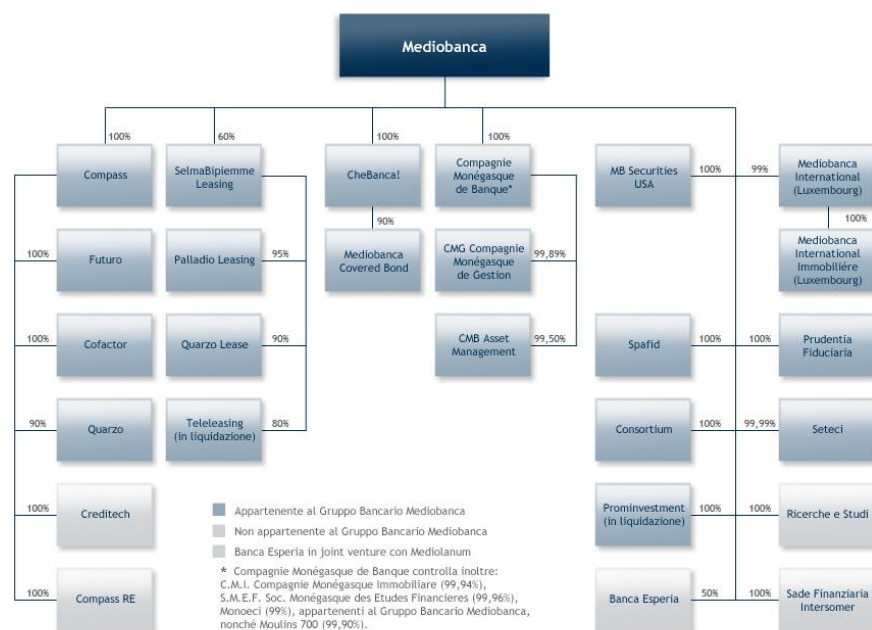 Mediobanca
100%
60%
100%
100%
Compass
SelmaBipiemme
Leasing
CheBanca!
Compagnie
Monégasque
de Banque*
MB Securities
USA
100%
99%
Mediobanca
International
(Luxembourg)
90%
100%
100%
Futuro
Palladio Leasing
95%
Mediobanca
Covered Bond
CMG Compagnie
Monégasque
de Gestion
99,89%
Mediobanca
International
Immobiliére
(Luxembourg)
100%
Cofactor
Quarzo Lease
90%
CMB Asset
Management
99,50%
Spafid
100%
100%
Prudentia
Fiduciaria
90%
Quarzo
Teleleasing
(in liquidazione)
80%
Consortium
100%
99,99%
Seteci
100%
Creditech
Prominvestment
(in liquidazione)
100%
100%
Ricerche e Studi
100%
Compass RE
Banca Esperia
50%
100%
Sade Finanziaria
Intersomer
Appartenente al Gruppo Bancario Mediobanca
Non appartenente al Gruppo Bancario Mediobanca
Banca Esperia in joint venture con Mediolanum
* Compagnie Monégasque de Banque controlla inoltre:
C.M.I. Compagnie Monégasque Immobiliare (99,94%),
S.M.E.F. Soc. Monégasque des Etudes Financieres (99,96%),
Monoeci (99%), appartenenti al Gruppo Bancario Mediobanca,
nonché Moulins 700 (99,90%).